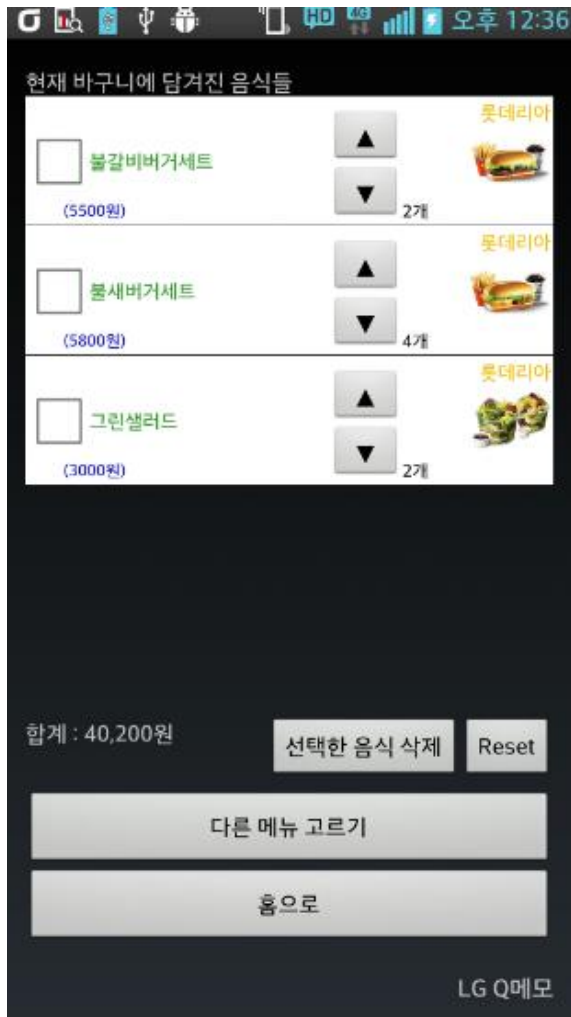 HD 4G 오후 12:36
현재 바구니에 담겨진 음식들
롯데리아
▲
불갈비버거세트
▼
(5500원)
2개
롯데리아
▲
불새버거세트
▼
(5800원)
4개
롯데리아
▲
그린샐러드
▼
(3000원)
2개
합계 : 40,200원
선택한 음식 삭제
Reset
다른 메뉴 고르기
홈으로
LG Q메모